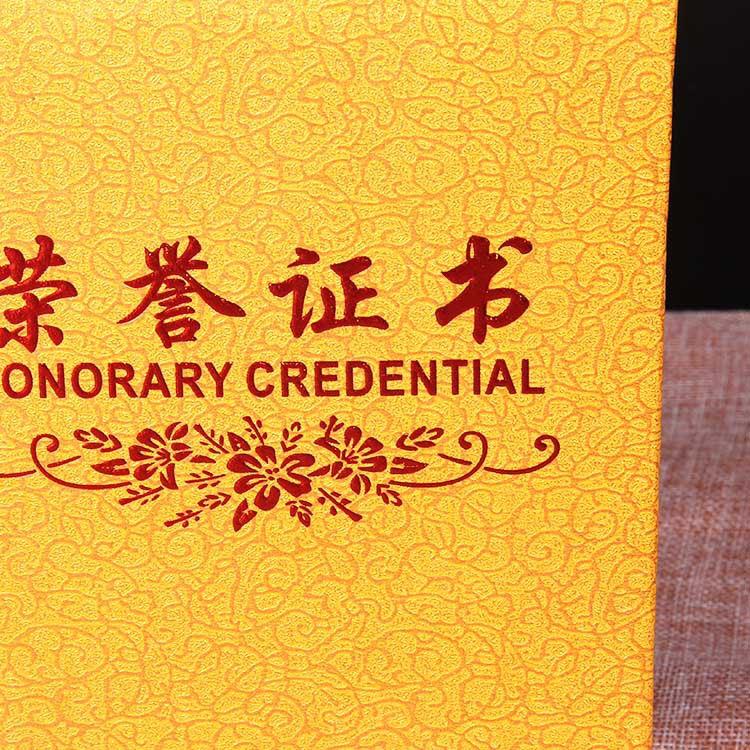 荣誉证书
ONORARY CREDENTIAL